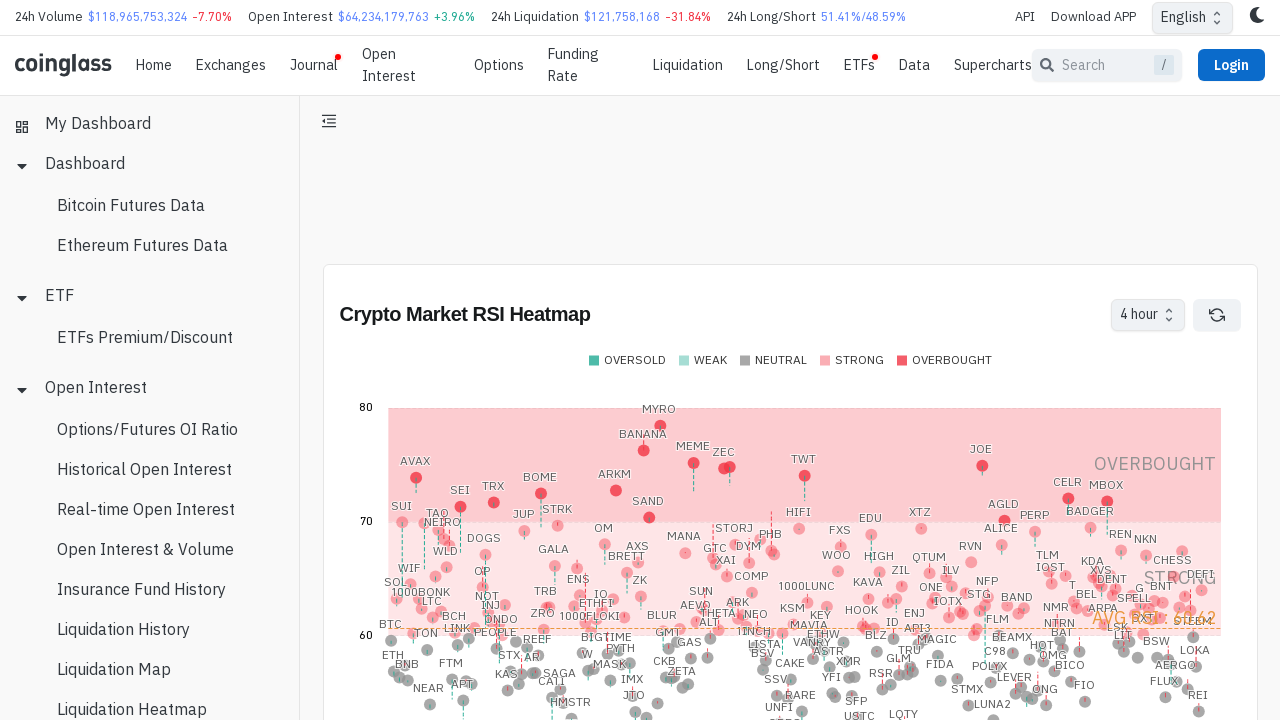 24h Volume $118,965,753,324 -7.70% Open Interest $64,234,179,763 +3.96% 24h Liquidation $121,758,168 -31.84% 24h Long/Short 51.41%/48.59% API Download APP English
coinglass Home Exchanges Journal Open Interest Options Funding Rate Liquidation Long/Short ETFs Data Supercharts Search / Login
My Dashboard
Dashboard
Bitcoin Futures Data
Ethereum Futures Data
ETF
ETFs Premium/Discount
Open Interest
Options/Futures OI Ratio
Historical Open Interest
Real-time Open Interest
Open Interest & Volume
Insurance Fund History
Liquidation History
Liquidation Map
Liquidation Heatmap
Crypto Market RSI Heatmap 4 hour
OVERSOLD WEAK NEUTRAL STRONG OVERBOUGHT
80
MYRO
BANANA
MEME ZEC JOE
AVAX TWT OVERBOUGHT
BOME ARKM CELR
SEI TRX MBOX
SUI STRK SAND AGLD
TAO JUP HIFI XTZ PERP BADGER
70
NEIRO OM STORJ PHB FXS EDU ALICE
DOGS MANA REN NKN
WLD GALA BRETT AXS GTC DYM WOO HIGH QTUM RVN TLM
WIF OP XAI ZIL ILV IOST KDA CHESS
SOL ENS ZK COMP KAVA NFP XVS DEFI
1000BONK NOT TRB IO SUN 1000LUNC ONE STG T DENT STRONG
LTC INJ ETHFI AEVO ARK KSM HOOK IOTX BAND BEL SPELL BNT
BCH ZRO 1000FLOKI BLUR THETA NEO KEY ENJ NMR ARPA
BTC LINK DNDO ALT MAVIA ID FLM NTRN STEEM
60
TON PEOPLE REEF BIGTIME GMT 1INCH ETHW BLZ API3 MAGIC BEAMX BAT LIT LSK
ETH BNB STX AR W PYTH GAS LISTA VANRY ASTR TRU C98 HOT OMG BSW LOKA
FTM KAS SAGA MASK CKB BSV CAKE XMR GLM FIDA POLYX BICO AERGO
NEAR APT CATI IMX ZETA SSV YFI RSR STMX LEVER ONG FIO FLUX
HMSTR JTO UNFI RARE SFP LUNA2 REI
USTC LQTY